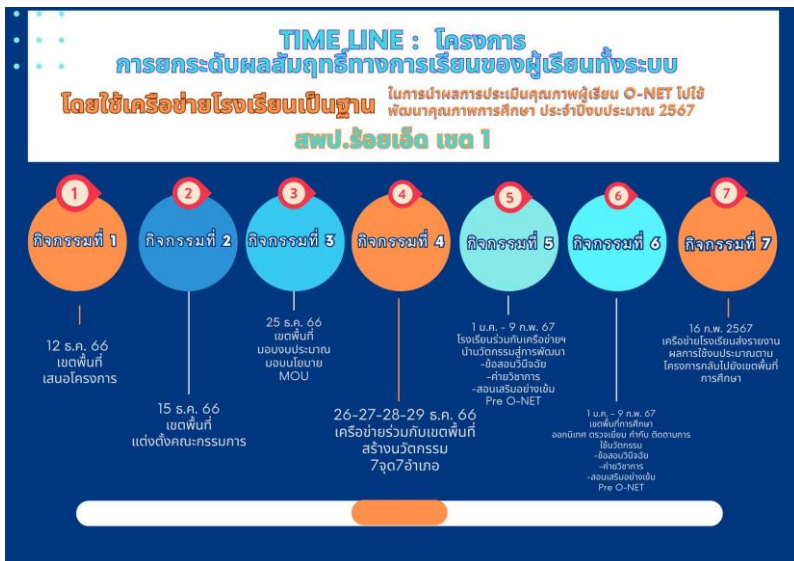 TIME LINE : โครงการ
การยกระดับผลสัมฤทธิ์ทางการเรียนของผู้เรียนทั้งระบบ
โดยใช้เครือข่ายโรงเรียนเป็นฐาน
ในการนำผลการประเมินคุณภาพผู้เรียน O-NET ไปใช้
พัฒนาคุณภาพการศึกษา ประจำปีงบประมาณ 2567
สพป.ร้อยเอ็ด เขต 1
1
กิจกรรมที่ 1
12 ธ.ค. 66
เขตพื้นที่
เสนอโครงการ
2
กิจกรรมที่ 2
15 ธ.ค. 66
เขตพื้นที่
แต่งตั้งคณะกรรมการ
3
กิจกรรมที่ 3
25 ธ.ค. 66
เขตพื้นที่
มอบงบประมาณ
มอบนโยบาย
MOU
4
กิจกรรมที่ 4
26-27-28-29 ธ.ค. 66
เครือข่ายร่วมกับเขตพื้นที่
สร้างนวัตกรรม
7จุด7อำเภอ
5
กิจกรรมที่ 5
1 ม.ค. - 9 ก.พ. 67
โรงเรียนร่วมกับเครือข่ายฯ
นำนวัตกรรมสู่การพัฒนา
-ข้อสอบวินิจฉัย
-ค่ายวิชาการ
-สอนเสริมอย่างเข้ม
Pre O-NET
6
กิจกรรมที่ 6
1 ม.ค. - 9 ก.พ. 67
เขตพื้นที่การศึกษา
ออกนิเทศ ตรวจเยี่ยม กำกับ ติดตามการ
ใช้นวัตกรรม
-ข้อสอบวินิจฉัย
-ค่ายวิชาการ
-สอนเสริมอย่างเข้ม
Pre O-NET
7
กิจกรรมที่ 7
16 ก.พ. 2567
เครือข่ายโรงเรียนส่งรายงาน
ผลการใช้งบประมาณตาม
โครงการกลับไปยังเขตพื้นที่
การศึกษา